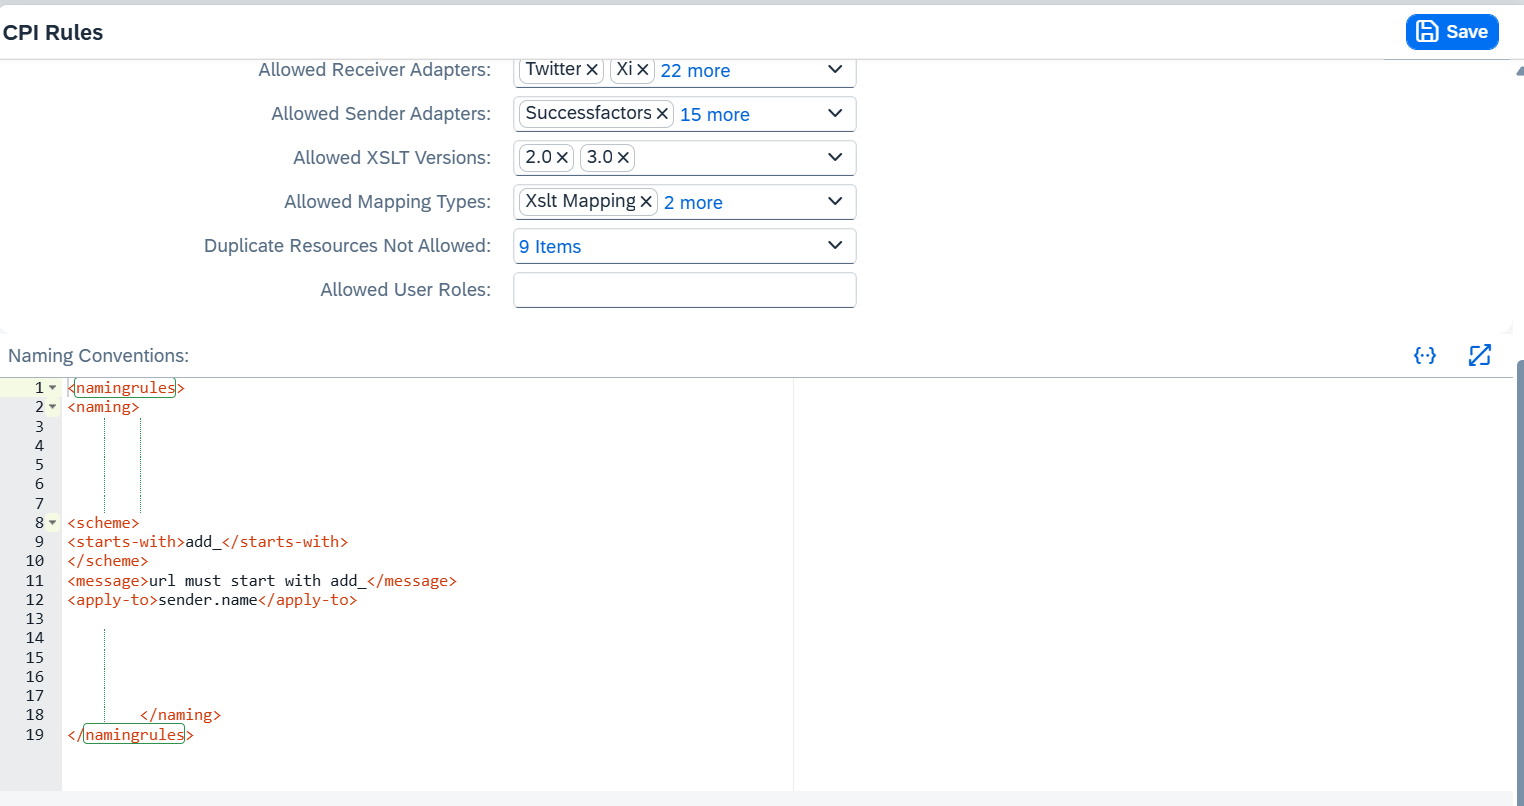 CPI Rules
Save
Allowed Receiver Adapters: Twitter Xi 22 more
Allowed Sender Adapters: Successfactors 15 more
Allowed XSLT Versions: 2.0 3.0
Allowed Mapping Types: Xslt Mapping 2 more
Duplicate Resources Not Allowed: 9 Items
Allowed User Roles:
Naming Conventions:
1 <namingrules>
2 <naming>
3
4
5
6
7
8 <scheme>
9 <starts-with>add_</starts-with>
10 </scheme>
11 <message>url must start with add_</message>
12 <apply-to>sender.name</apply-to>
13
14
15
16
17
18 </naming>
19 </namingrules>